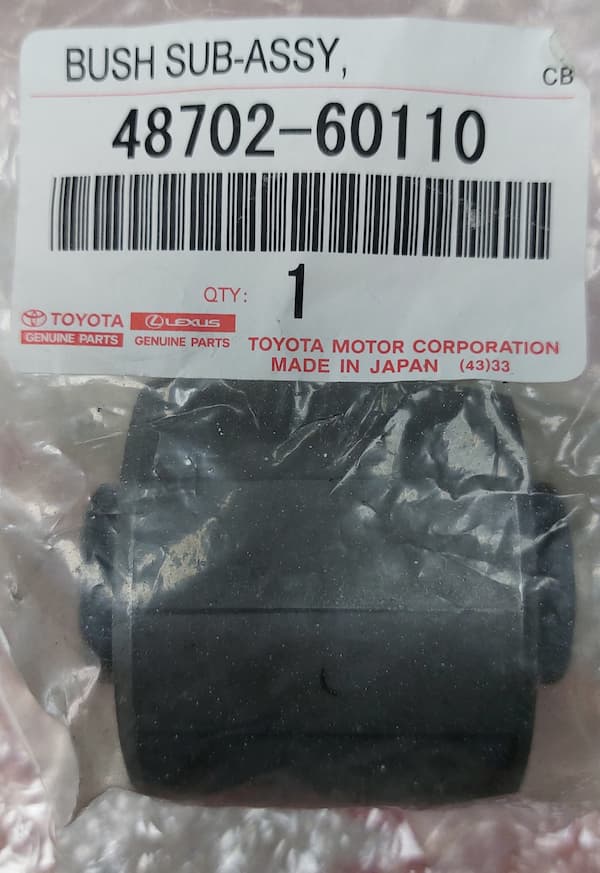 BUSH SUB-ASSY,
CB
48702-60110
QTY: 1
TOYOTA LEXUS
GENUINE PARTS GENUINE PARTS
TOYOTA MOTOR CORPORATION
MADE IN JAPAN (43)33